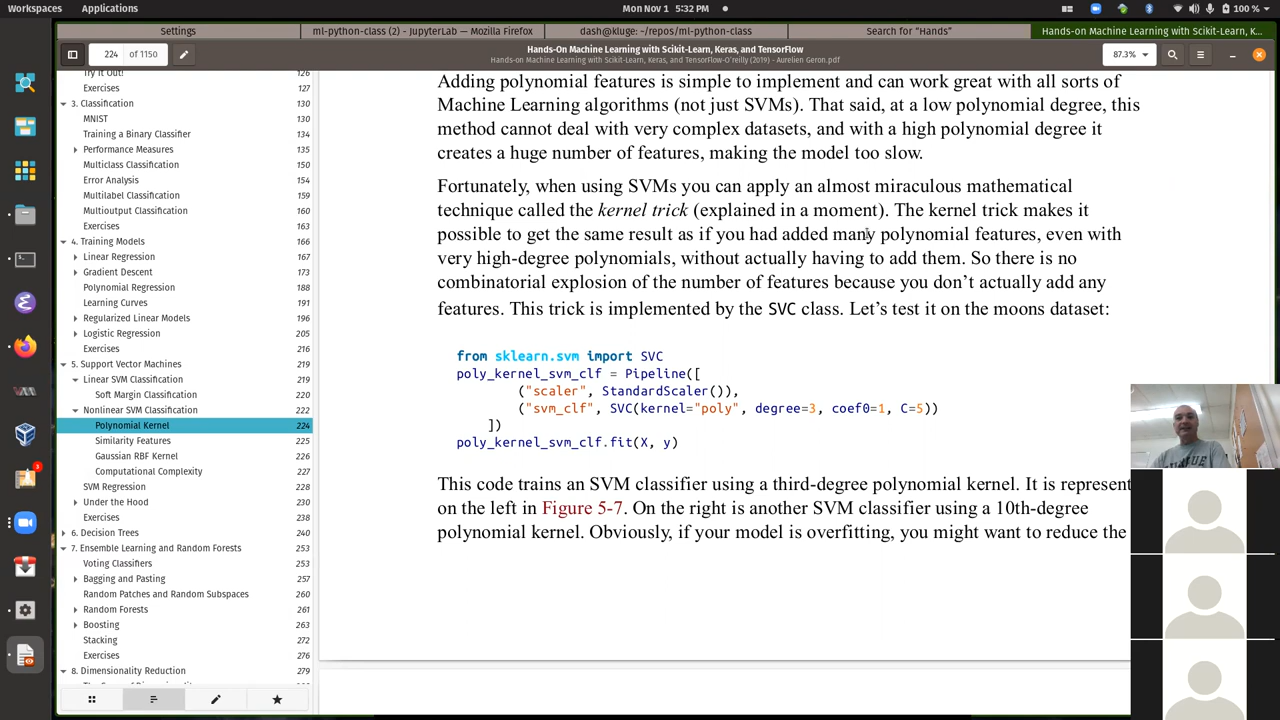 Workspaces
Applications
Mon Nov 1 5:32 PM
100 %
Settings
ml-python-class (2) - JupyterLab — Mozilla Firefox
dash@kluge: ~/repos/ml-python-class
Search for "Hands"
Hands-on Machine Learning with Scikit-Learn, K...
224
of 1150
Hands-On Machine Learning with Scikit-Learn, Keras, and TensorFlow
Hands-on Machine Learning with Scikit-Learn, Keras, and TensorFlow-O'reilly (2019) - Aurelien Geron.pdf
87.3%
Try It Out! 126
Exercises 127
3. Classification 130
MNIST 130
Training a Binary Classifier 134
Performance Measures 135
Multiclass Classification 150
Error Analysis 154
Multilabel Classification 159
Multioutput Classification 160
Exercises 163
4. Training Models 166
Linear Regression 167
Gradient Descent 173
Polynomial Regression 188
Learning Curves 191
Regularized Linear Models 196
Logistic Regression 205
Exercises 216
5. Support Vector Machines 219
Linear SVM Classification 219
Soft Margin Classification 220
Nonlinear SVM Classification 222
Polynomial Kernel 224
Similarity Features 225
Gaussian RBF Kernel 226
Computational Complexity 227
SVM Regression 228
Under the Hood 230
Exercises 238
6. Decision Trees 240
7. Ensemble Learning and Random Forests 253
Voting Classifiers 253
Bagging and Pasting 257
Random Patches and Random Subspaces 260
Random Forests 261
Boosting 263
Stacking 272
Exercises 276
8. Dimensionality Reduction 279
Adding polynomial features is simple to implement and can work great with all sorts of
Machine Learning algorithms (not just SVMs). That said, at a low polynomial degree, this
method cannot deal with very complex datasets, and with a high polynomial degree it
creates a huge number of features, making the model too slow.
Fortunately, when using SVMs you can apply an almost miraculous mathematical
technique called the kernel trick (explained in a moment). The kernel trick makes it
possible to get the same result as if you had added many polynomial features, even with
very high-degree polynomials, without actually having to add them. So there is no
combinatorial explosion of the number of features because you don't actually add any
features. This trick is implemented by the SVC class. Let's test it on the moons dataset:
from sklearn.svm import SVC
poly_kernel_svm_clf = Pipeline([
("scaler", StandardScaler()),
("svm_clf", SVC(kernel="poly", degree=3, coef0=1, C=5))
])
poly_kernel_svm_clf.fit(X, y)
This code trains an SVM classifier using a third-degree polynomial kernel. It is represent
on the left in Figure 5-7. On the right is another SVM classifier using a 10th-degree
polynomial kernel. Obviously, if your model is overfitting, you might want to reduce the